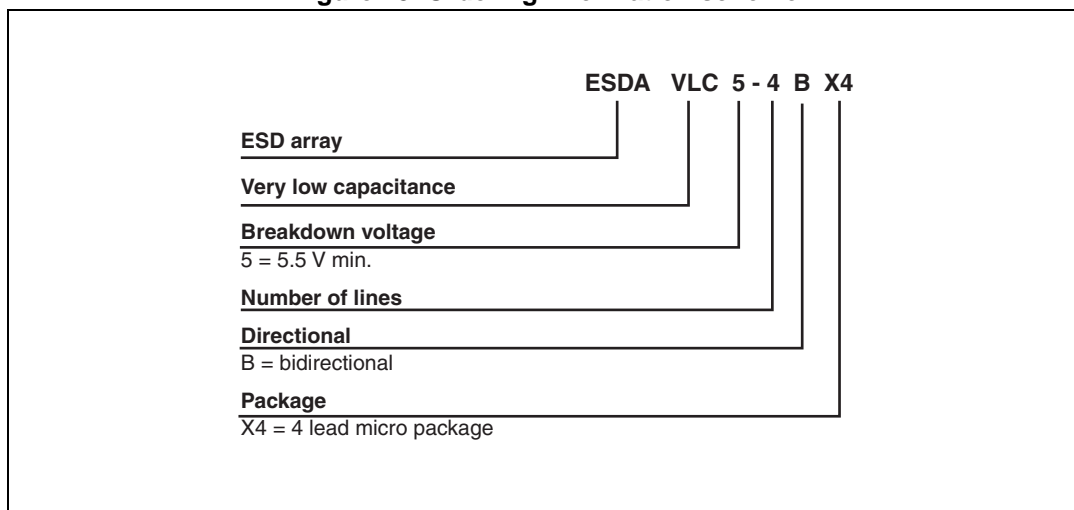 ESDA VLC 5 - 4 B X4
ESD array
Very low capacitance
Breakdown voltage
5 = 5.5 V min.
Number of lines
Directional
B = bidirectional
Package
X4 = 4 lead micro package